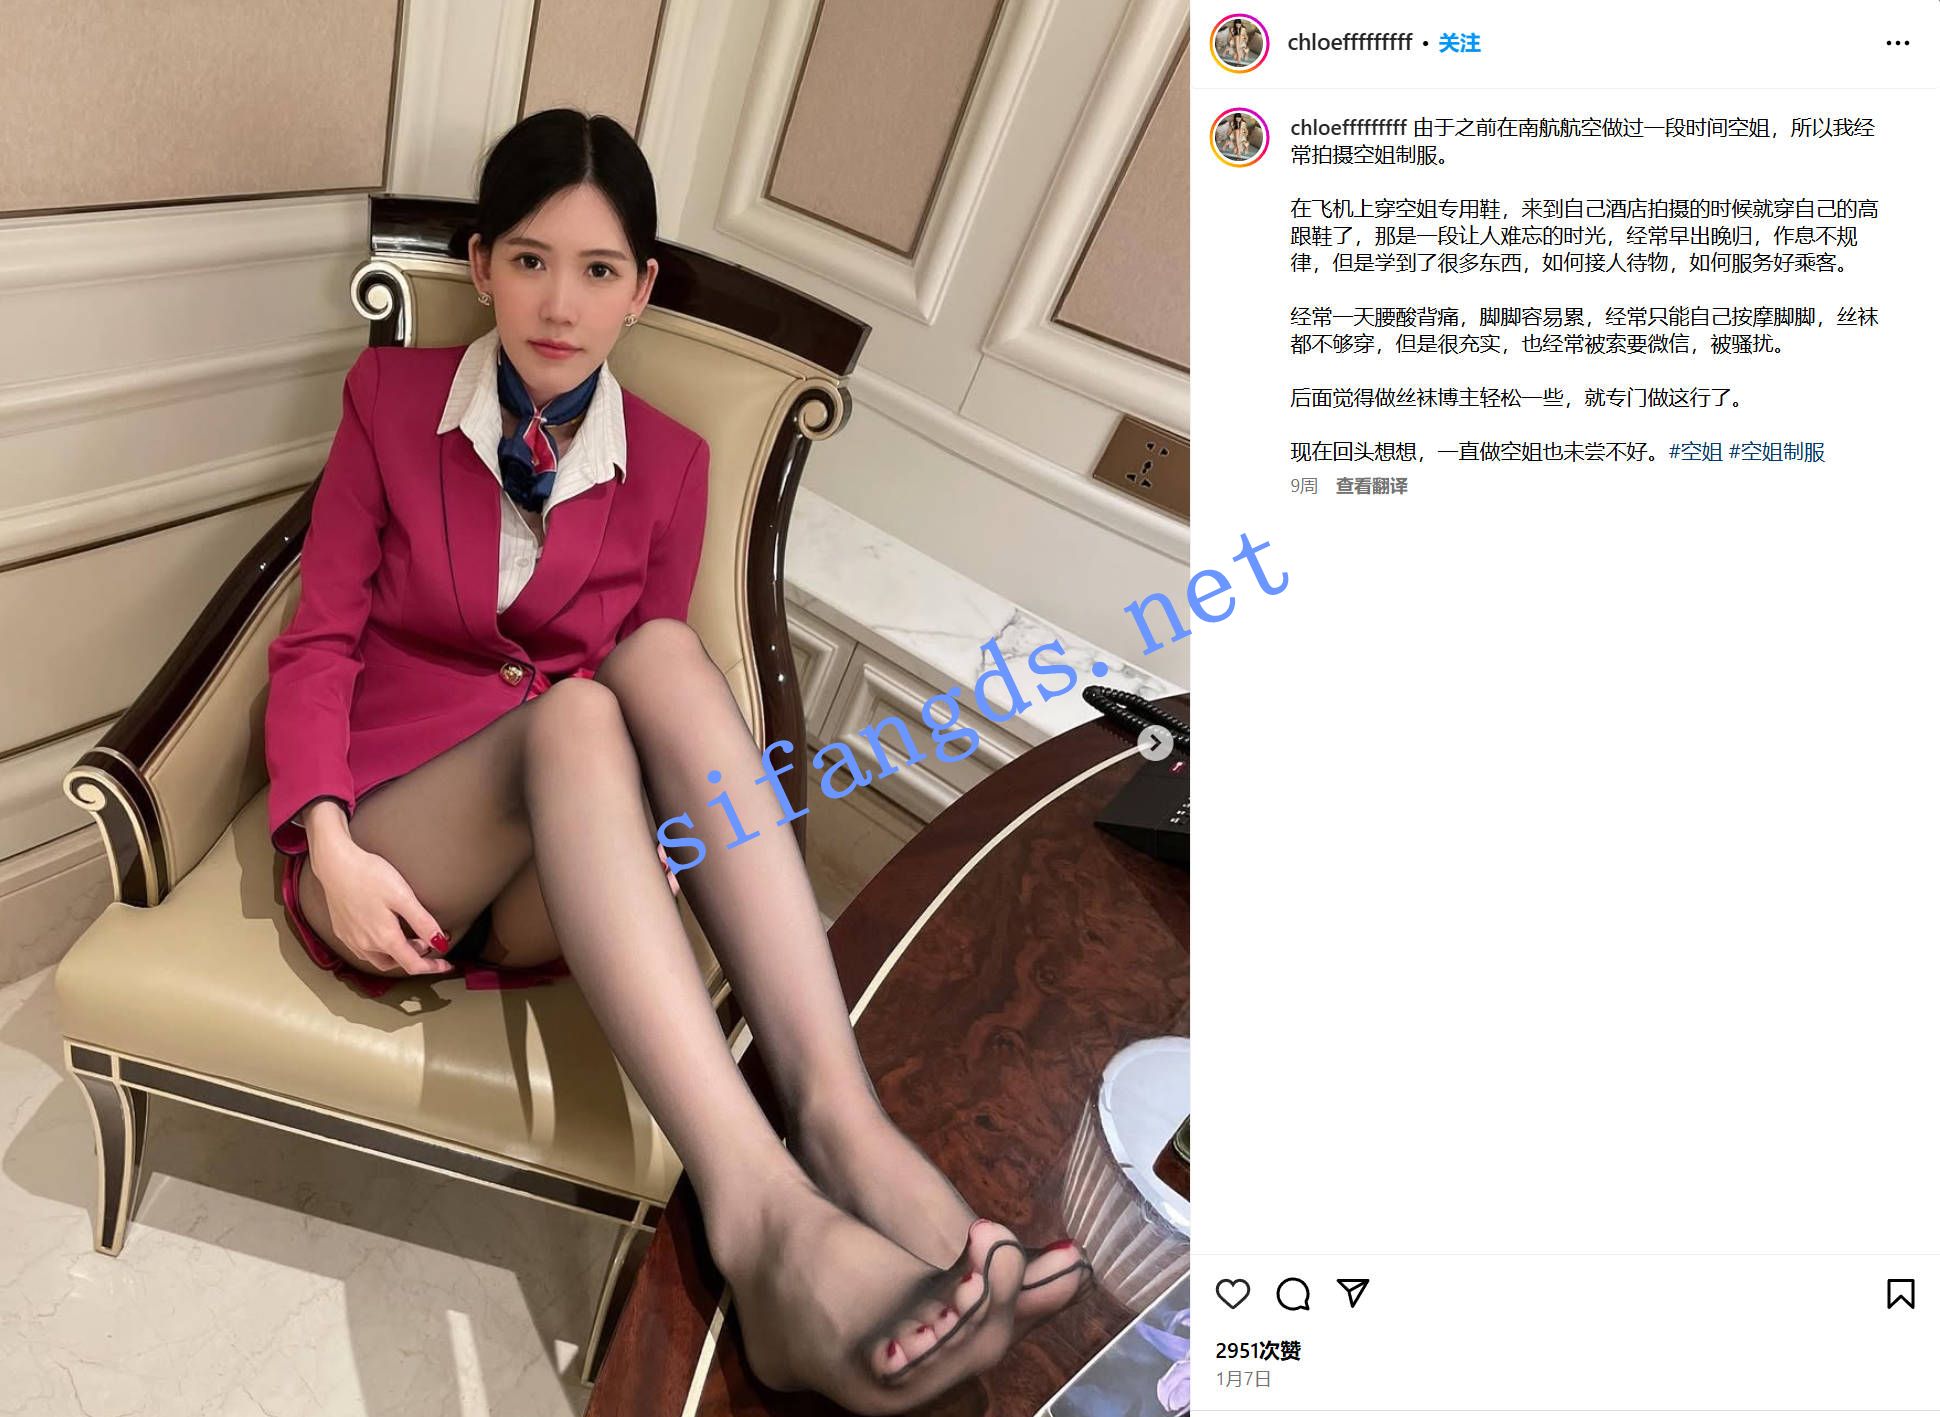 chloefffffffff • 关注
chloefffffffff 由于之前在南航航空做过一段时间空姐，所以我经
常拍摄空姐制服。
在飞机上穿空姐专用鞋，来到自己酒店拍摄的时候就穿自己的高
跟鞋了，那是一段让人难忘的时光，经常早出晚归，作息不规
律，但是学到了很多东西，如何接人待物，如何服务好乘客。
经常一天腰酸背痛，脚脚容易累，经常只能自己按摩脚脚，丝袜
都不够穿，但是很充实，也经常被索要微信，被骚扰。
后面觉得做丝袜博主轻松一些，就专门做这行了。
现在回头想想，一直做空姐也未尝不好。#空姐 #空姐制服
9周 查看翻译
sifangds.net
2951次赞
1月7日